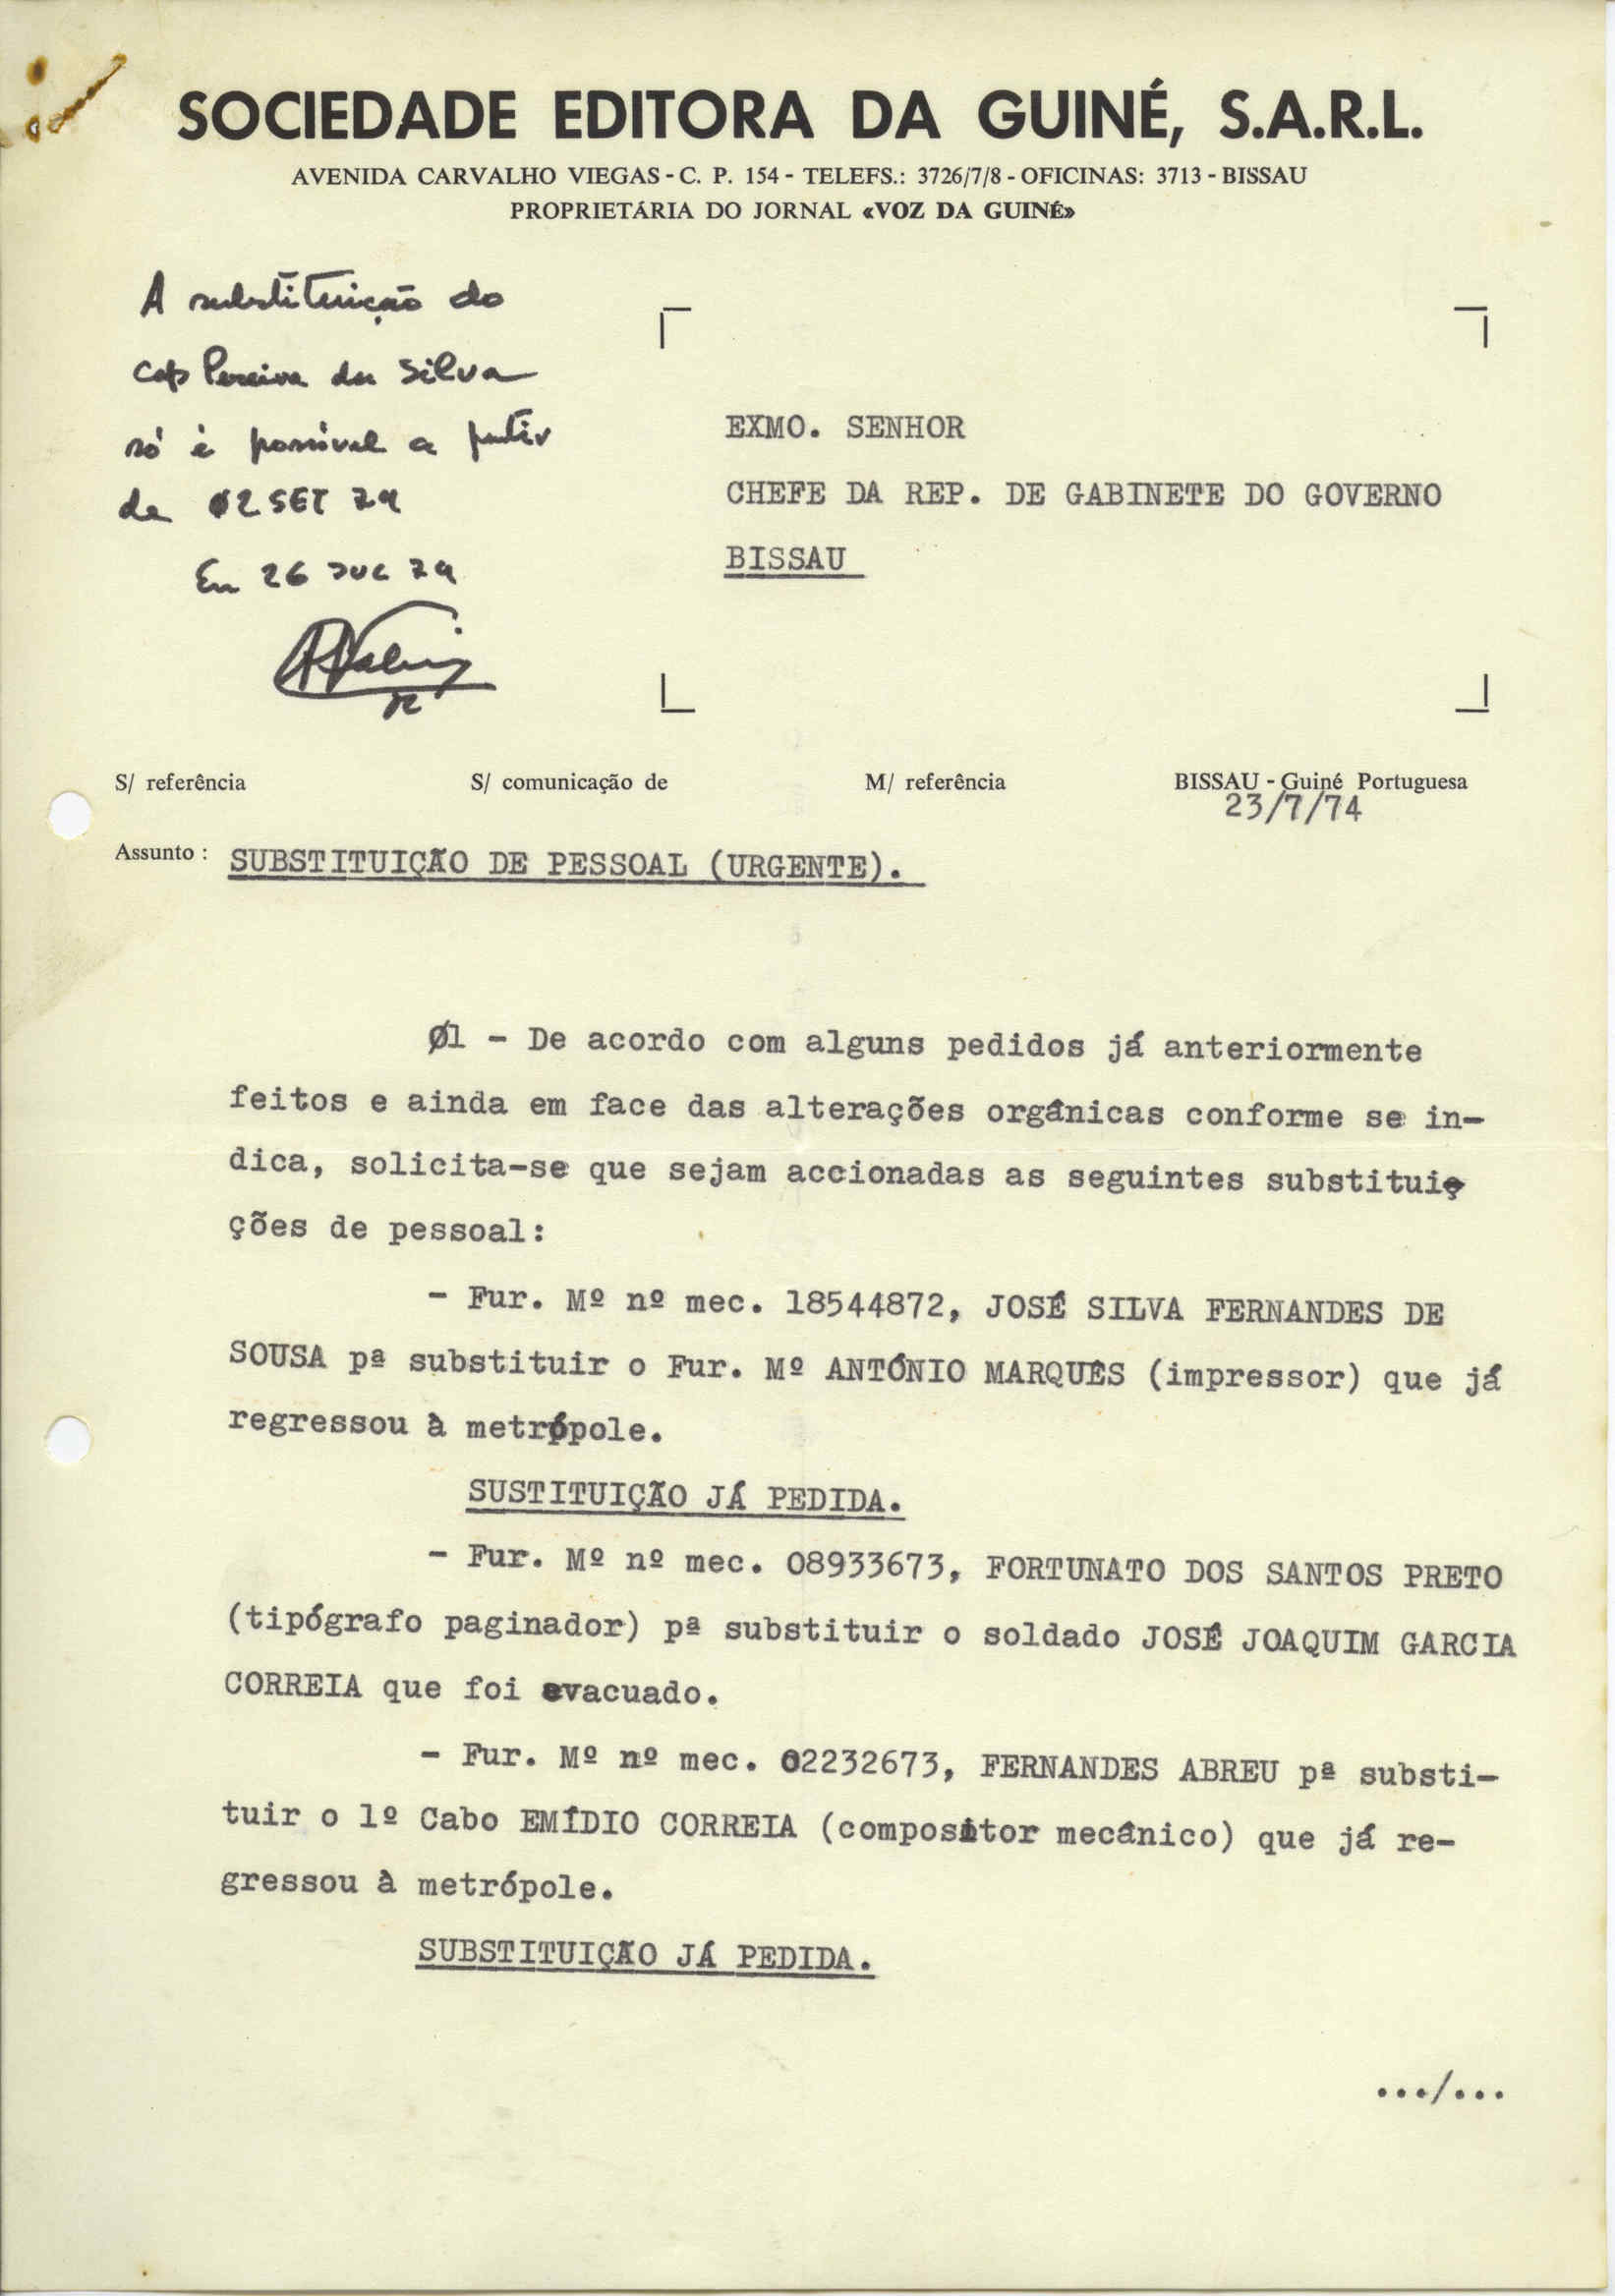 SOCIEDADE EDITORA DA GUINÉ, S.A.R.L.
AVENIDA CARVALHO VIEGAS - C. P. 154 - TELEFS.: 3726/7/8 - OFICINAS: 3713 - BISSAU
PROPRIETÁRIA DO JORNAL «VOZ DA GUINÉ»
A substituição do
Cap Pereira da Silva
só é possível a partir
de 02 SET 74
Em 26 JUL 74
EXMO. SENHOR
CHEFE DA REP. DE GABINETE DO GOVERNO
BISSAU
S/ referência S/ comunicação de M/ referência BISSAU - Guiné Portuguesa
23/7/74
Assunto : SUBSTITUIÇÃO DE PESSOAL (URGENTE).
Ø1 - De acordo com alguns pedidos já anteriormente
feitos e ainda em face das alterações orgânicas conforme se in-
dica, solicita-se que sejam accionadas as seguintes substitui-
ções de pessoal:
- Fur. Mº nº mec. 18544872, JOSÉ SILVA FERNANDES DE
SOUSA pª substituir o Fur. Mº ANTÓNIO MARQUES (impressor) que já
regressou à metrópole.
SUSTITUIÇÃO JÁ PEDIDA.
- Fur. Mº nº mec. 08933673, FORTUNATO DOS SANTOS PRETO
(tipógrafo paginador) pª substituir o soldado JOSÉ JOAQUIM GARCIA
CORREIA que foi evacuado.
- Fur. Mº nº mec. 02232673, FERNANDES ABREU pª substi-
tuir o 1º Cabo EMÍDIO CORREIA (compositor mecânico) que já re-
gressou à metrópole.
SUBSTITUIÇÃO JÁ PEDIDA.
.../...